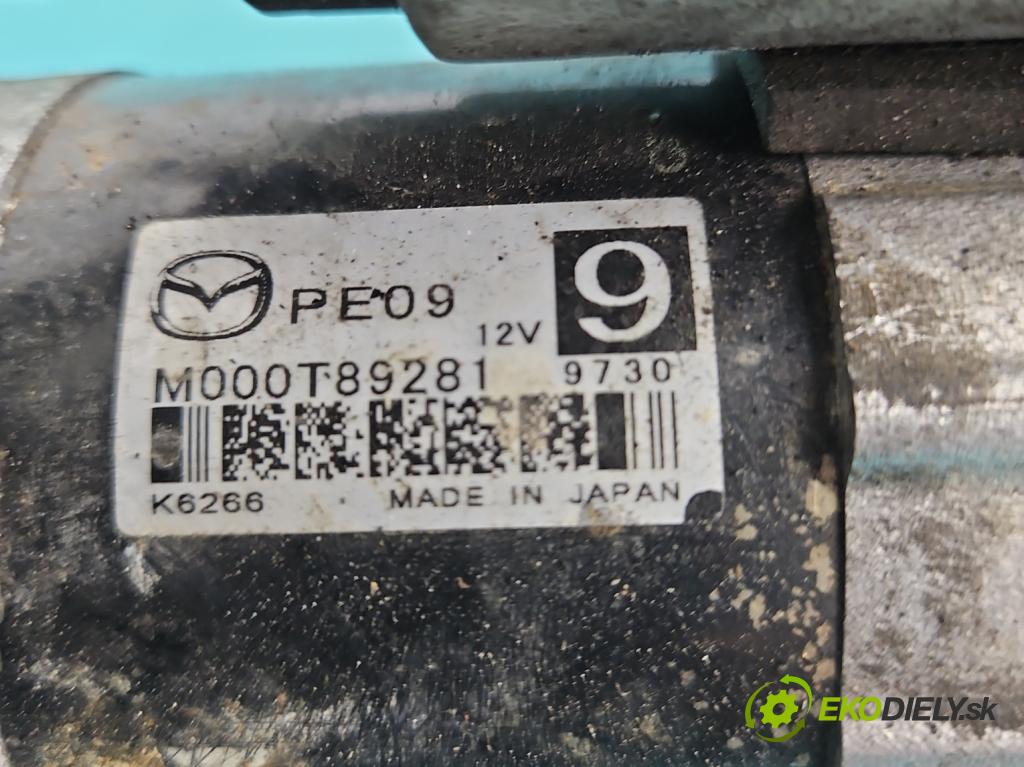 PE09
12V
9
M000T89281 9730
K6266 MADE IN JAPAN
EKODIELY.sk